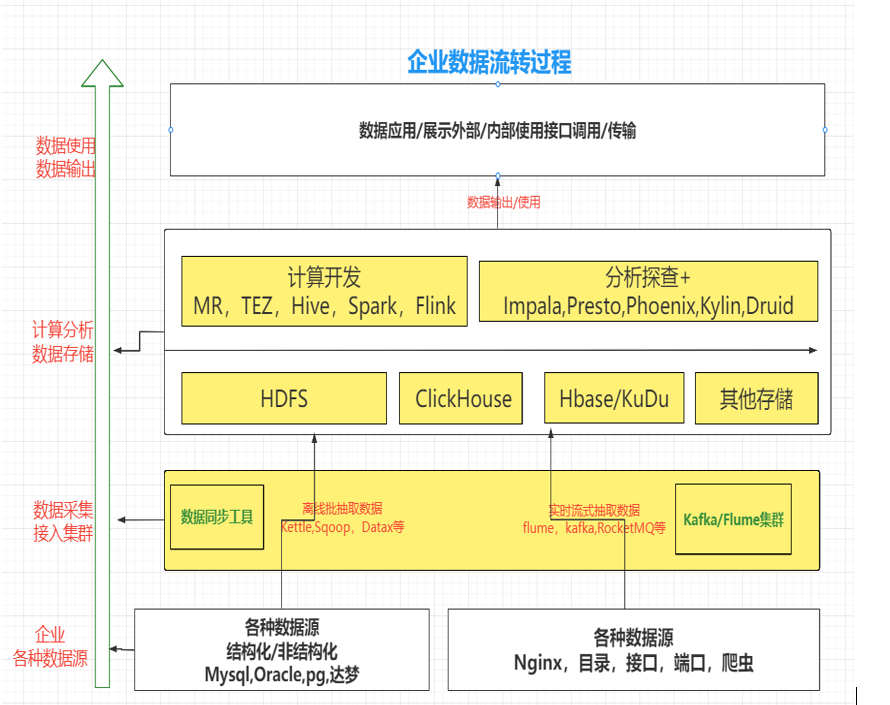 企业数据流转过程
数据应用/展示外部/内部使用接口调用/传输
数据使用
数据输出
数据输出/使用
计算开发
MR，TEZ，Hive，Spark，Flink
分析探查+
Impala,Presto,Phoenix,Kylin,Druid
计算分析
数据存储
HDFS
ClickHouse
Hbase/KuDu
其他存储
数据采集
接入集群
数据同步工具
离线批抽取数据
Kettle,Sqoop，Datax等
实时流式抽取数据
flume，kafka,RocketMQ等
Kafka/Flume集群
企业
各种数据源
各种数据源
结构化/非结构化
Mysql,Oracle,pg,达梦
各种数据源
Nginx，目录，接口，端口，爬虫